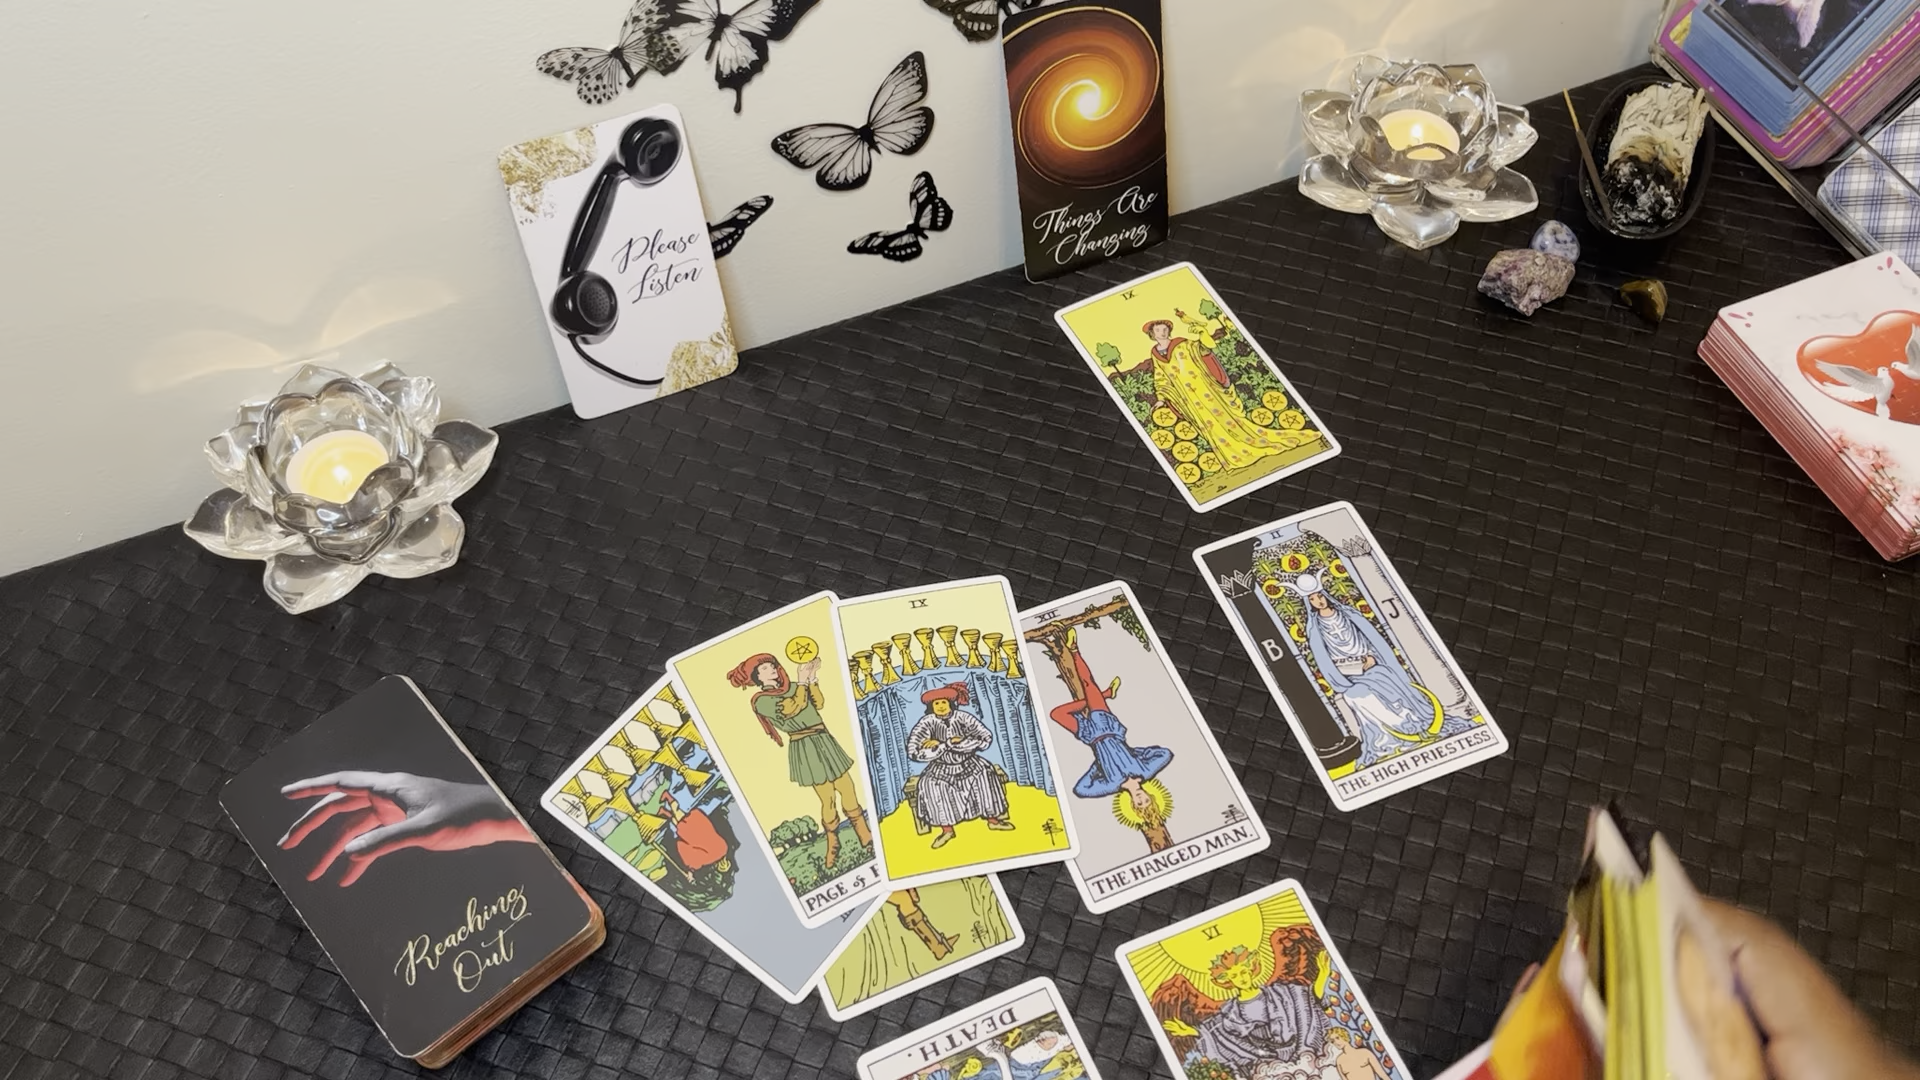 Please
Listen
Things Are
Changing
IX
II
B
J
THE HIGH PRIESTESS
IX
XII
THE HANGED MAN.
PAGE of
VI
DEATH.
Reaching
Out